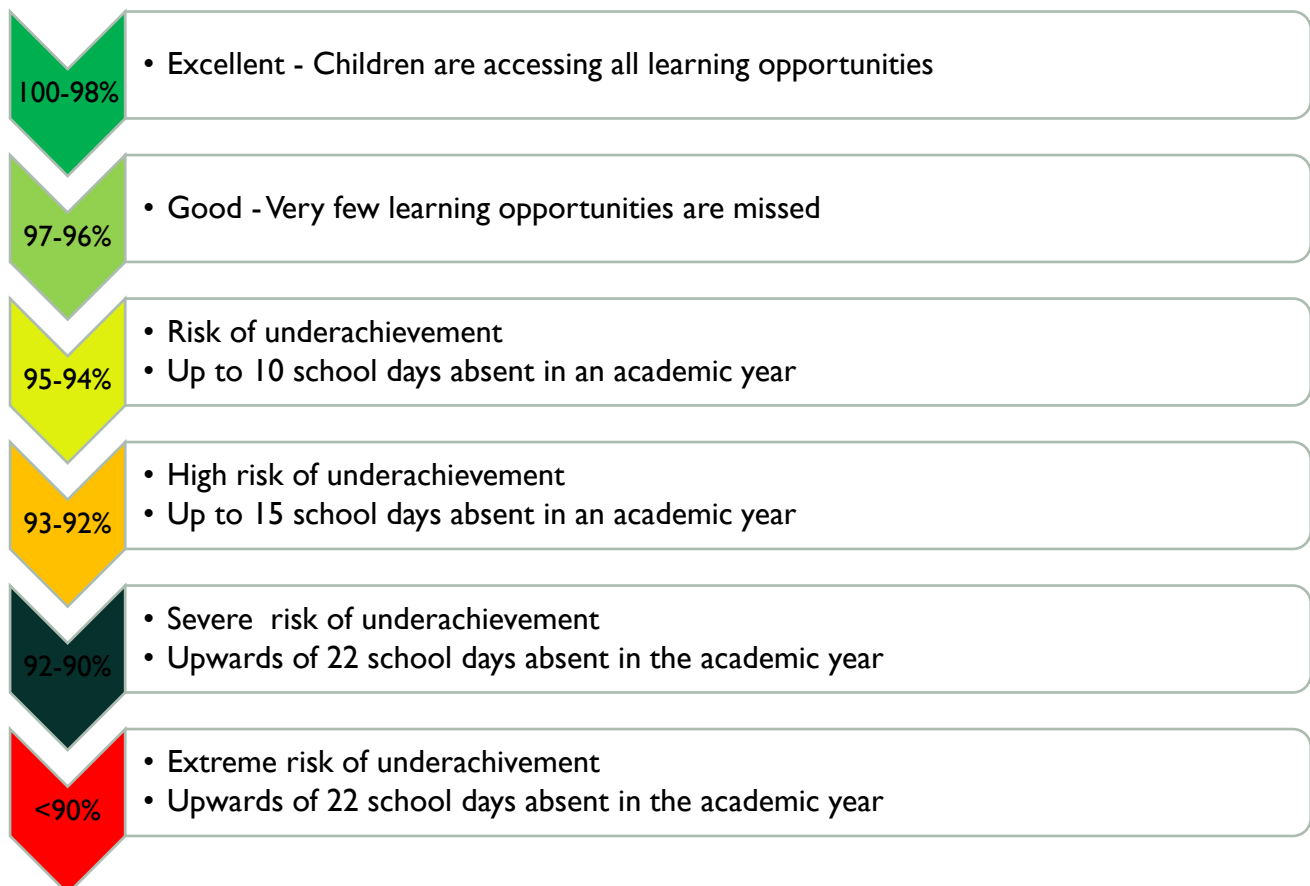 100-98%
• Excellent - Children are accessing all learning opportunities
97-96%
• Good - Very few learning opportunities are missed
95-94%
• Risk of underachievement
• Up to 10 school days absent in an academic year
93-92%
• High risk of underachievement
• Up to 15 school days absent in an academic year
92-90%
• Severe  risk of underachievement
• Upwards of 22 school days absent in the academic year
<90%
• Extreme risk of underachivement
• Upwards of 22 school days absent in the academic year